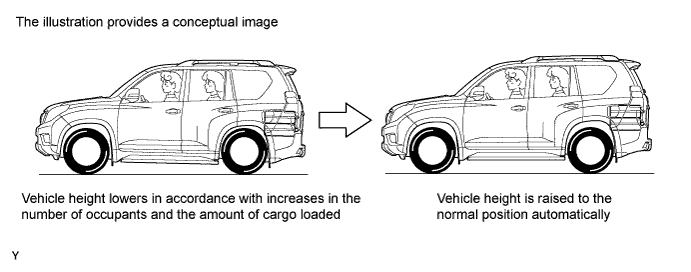 The illustration provides a conceptual image
Vehicle height lowers in accordance with increases in the
number of occupants and the amount of cargo loaded
Vehicle height is raised to the
normal position automatically
Y